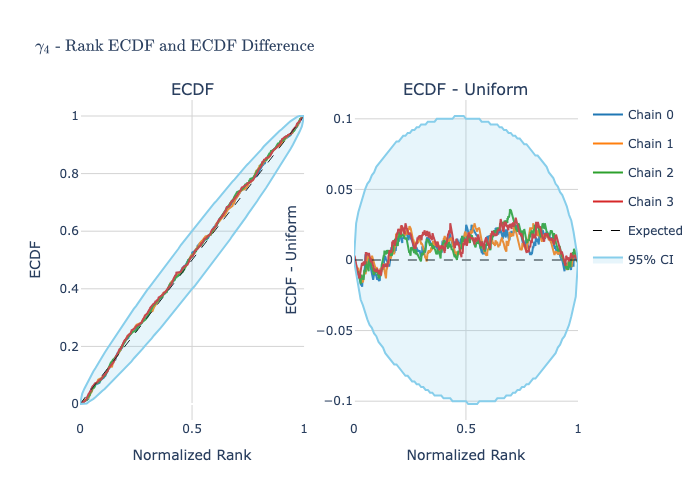 γ₄ - Rank ECDF and ECDF Difference
ECDF
ECDF - Uniform
ECDF
1
0.8
0.6
0.4
0.2
0
0
0.5
1
Normalized Rank
ECDF - Uniform
0.1
0.05
0
−0.05
−0.1
0
0.5
1
Normalized Rank
Chain 0
Chain 1
Chain 2
Chain 3
Expected
95% CI